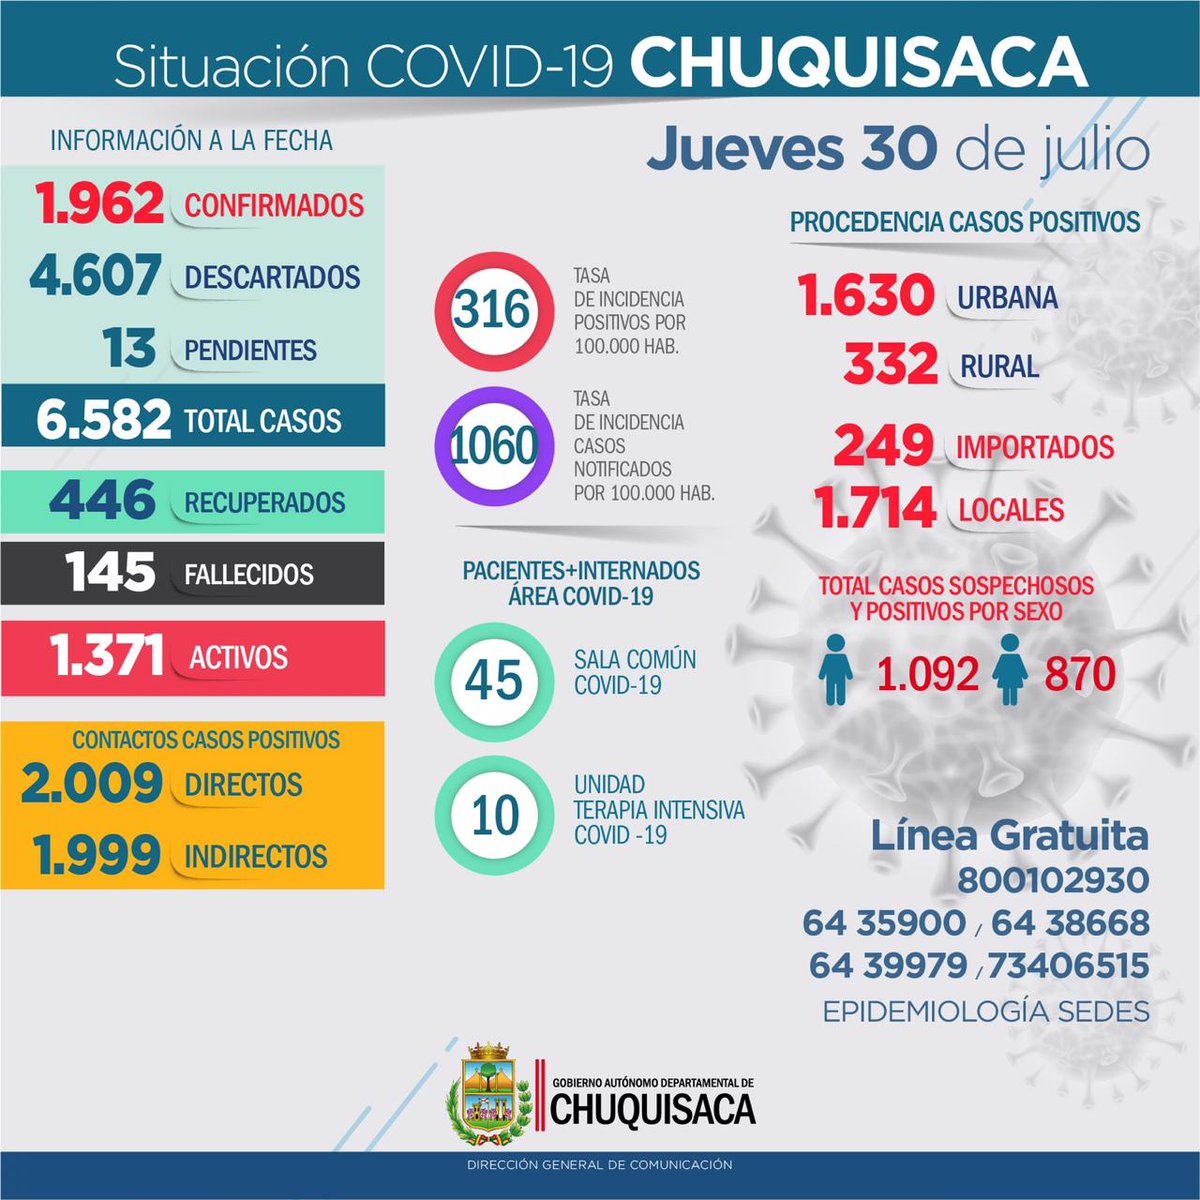 Situación COVID-19 CHUQUISACA
INFORMACIÓN A LA FECHA
1.962 CONFIRMADOS
4.607 DESCARTADOS
13 PENDIENTES
6.582 TOTAL CASOS
446 RECUPERADOS
145 FALLECIDOS
1.371 ACTIVOS
CONTACTOS CASOS POSITIVOS
2.009 DIRECTOS
1.999 INDIRECTOS
316
TASA
DE INCIDENCIA
POSITIVOS POR
100.000 HAB.
1060
TASA
DE INCIDENCIA
CASOS
NOTIFICADOS
POR 100.000 HAB.
PACIENTES+INTERNADOS
ÁREA COVID-19
45
SALA COMÚN
COVID-19
10
UNIDAD
TERAPIA INTENSIVA
COVID -19
Jueves 30 de julio
PROCEDENCIA CASOS POSITIVOS
1.630 URBANA
332 RURAL
249 IMPORTADOS
1.714 LOCALES
TOTAL CASOS SOSPECHOSOS
Y POSITIVOS POR SEXO
1.092 870
Línea Gratuita
800102930
64 35900 / 64 38668
64 39979 / 73406515
EPIDEMIOLOGÍA SEDES
GOBIERNO AUTÓNOMO DEPARTAMENTAL DE
CHUQUISACA
DIRECCIÓN GENERAL DE COMUNICACIÓN